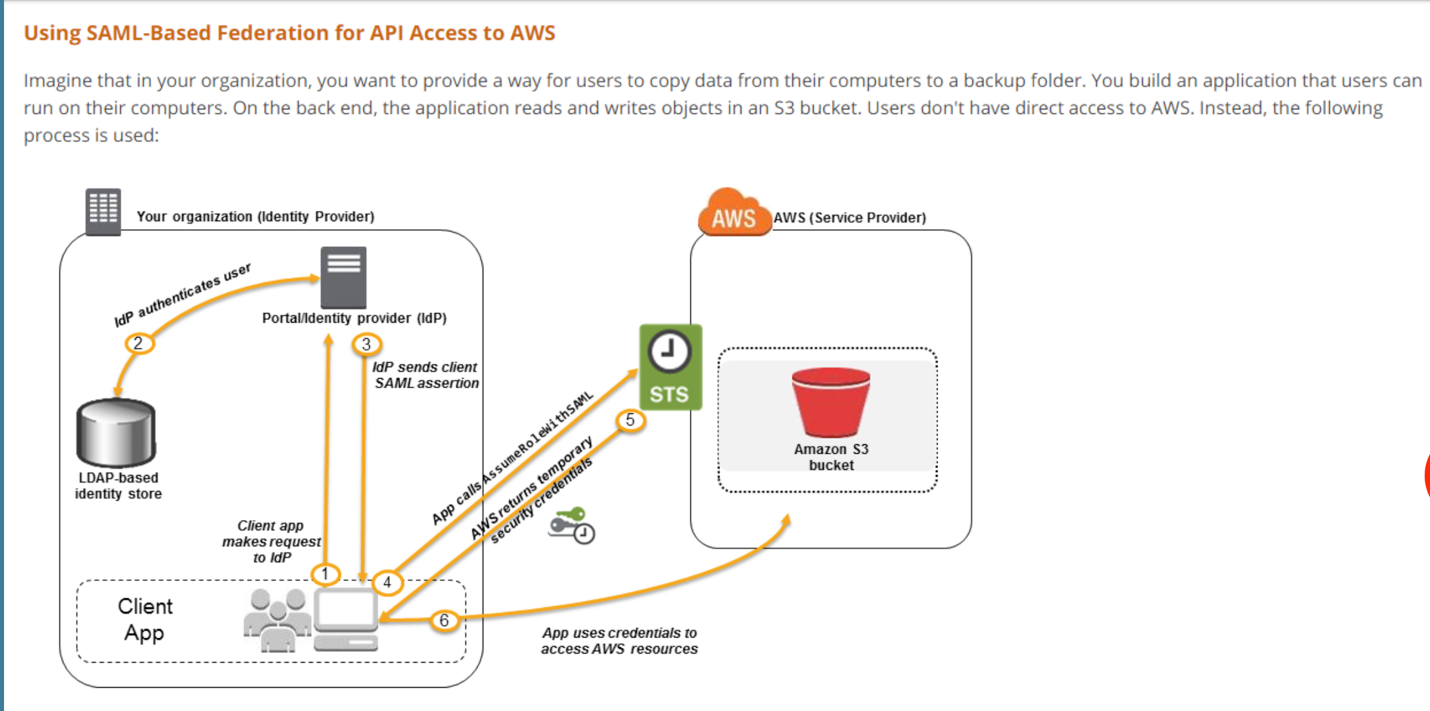 Using SAML-Based Federation for API Access to AWS
Imagine that in your organization, you want to provide a way for users to copy data from their computers to a backup folder. You build an application that users can
run on their computers. On the back end, the application reads and writes objects in an S3 bucket. Users don't have direct access to AWS. Instead, the following
process is used:
Your organization (Identity Provider)
AWS
AWS (Service Provider)
IdP authenticates user
2
Portal/Identity provider (IdP)
3
IdP sends client
SAML assertion
LDAP-based
identity store
Client app
makes request
to IdP
1
4
App calls AssumeRoleWithSAML
STS
5
AWS returns temporary
security credentials
Amazon S3
bucket
Client
App
6
App uses credentials to
access AWS resources